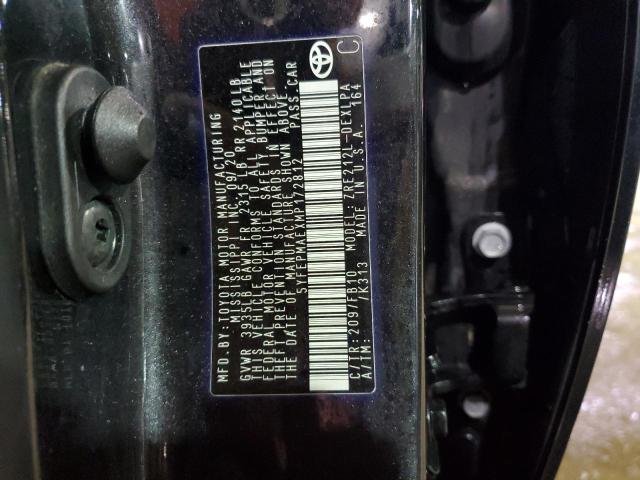 MFD.BY:TOYOTA MOTOR MANUFACTURING
MISSISSIPPI INC. 09/20
GVWR 3935LB GAWR FR 2315 LB RR 2140LB
THIS VEHICLE CONFORMS TO ALL APPLICABLE
FEDERAL MOTOR VEHICLE SAFETY, BUMPER, AND
THEFT PREVENTION STANDARDS IN EFFECT ON
THE DATE OF MANUFACTURE SHOWN ABOVE.
5YFEPMAEXMP172812 PASS.CAR
C
C/TR:209/FB10 MODEL:ZRE212L-DEXLPA
A/TM: /K313 MADE IN U.S.A. 164